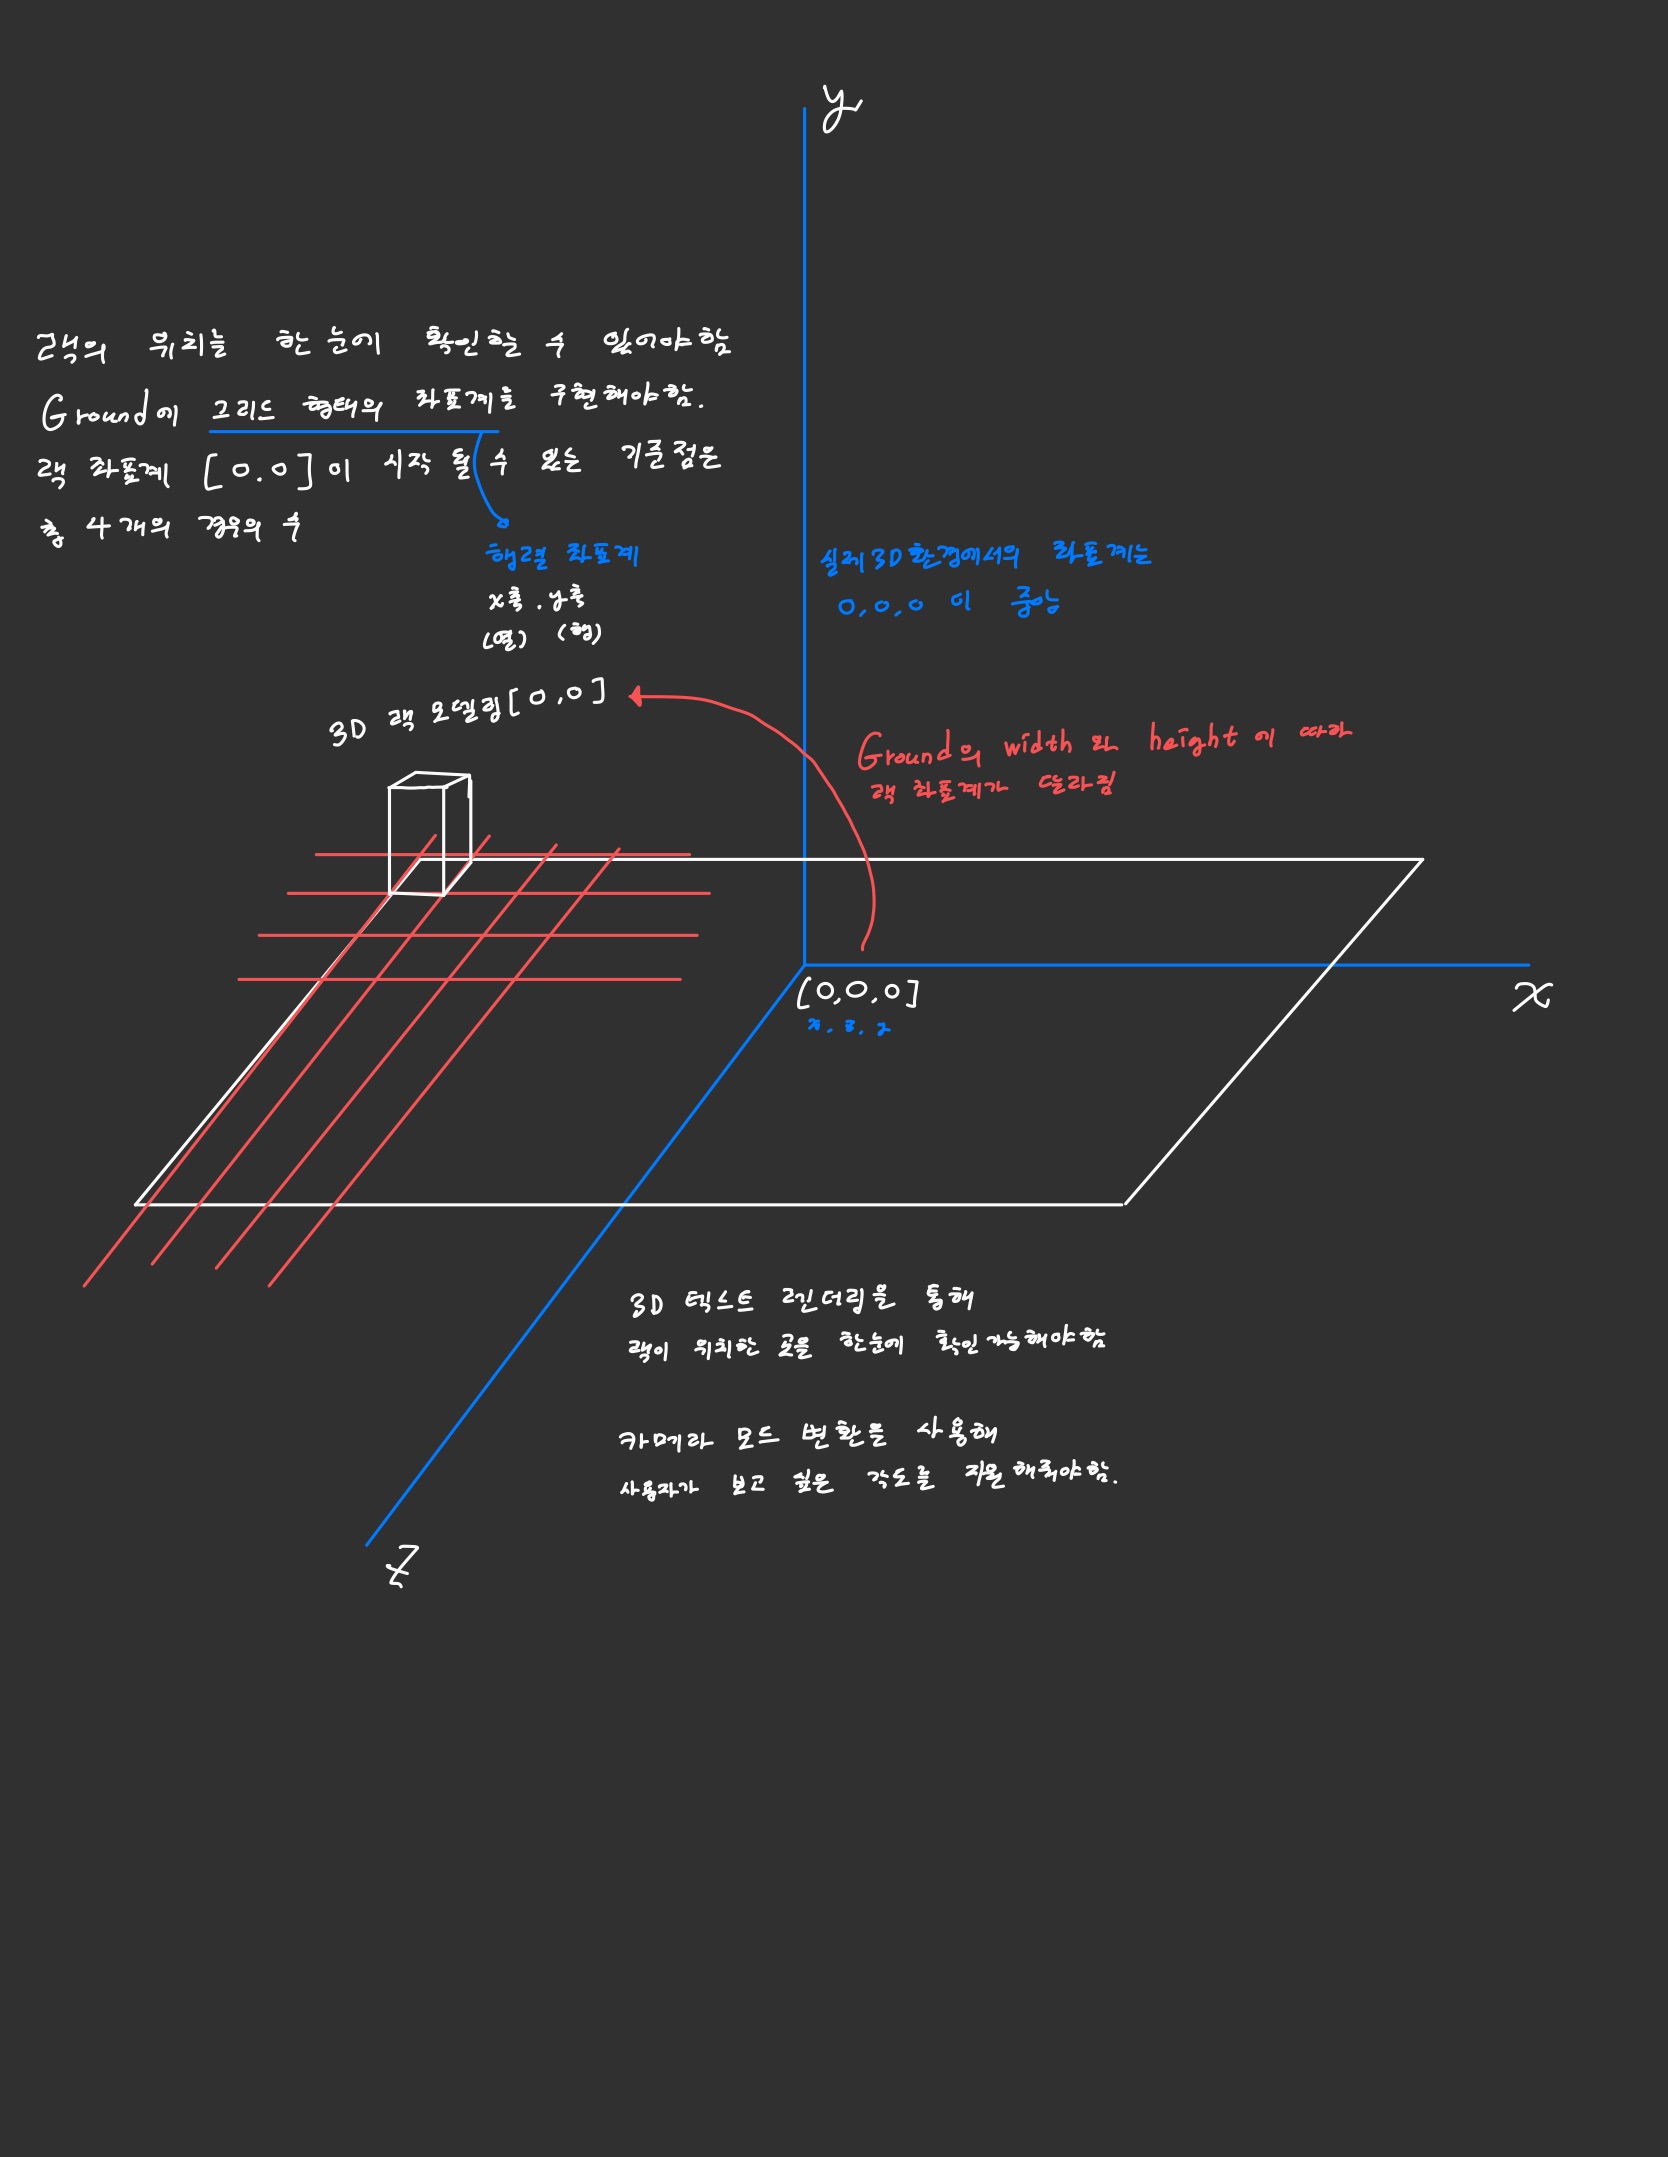 y
랙의 위치를 한 눈에 확인할 수 있어야함
Ground에 그리드 형태의 좌표계를 구현해야함.
랙 좌표계 [0.0]이 시작 될 수 있는 기준점은
총 4개의 경우의 수
행렬 좌표계
x축. y축
(열) (행)
실제 3D환경에서의 좌표계는
0,0,0 이 중앙
3D 랙 모델링[0,0]
Ground의 width 와 height에 따라
랙 좌표계가 달라짐
[0,0,0]
x
3D 텍스트 렌더링을 통해
랙이 위치한 곳을 한눈에 확인 가능해야함
카메라 모드 변환을 사용해
사용자가 보고 싶은 각도를 지원해줘야함.
z